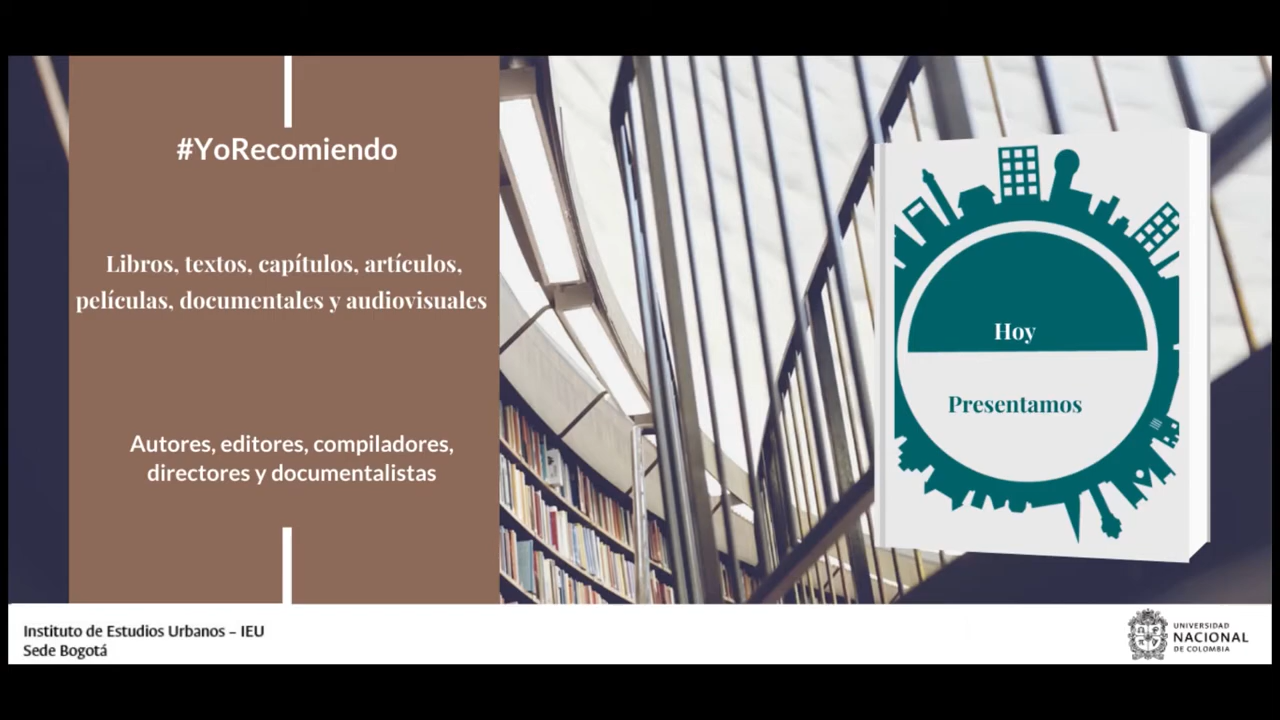 #YoRecomiendo
Libros, textos, capítulos, artículos,
películas, documentales y audiovisuales
Autores, editores, compiladores,
directores y documentalistas
Hoy
Presentamos
Instituto de Estudios Urbanos – IEU
Sede Bogotá
UNIVERSIDAD
NACIONAL
DE COLOMBIA